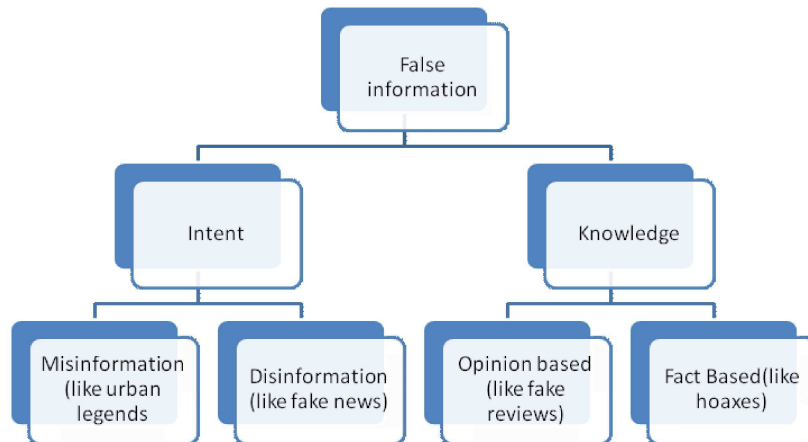 False
information
Intent
Knowledge
Misinformation
(like urban
legends
Disinformation
(like fake news)
Opinion based
(like fake
reviews)
Fact Based(like
hoaxes)